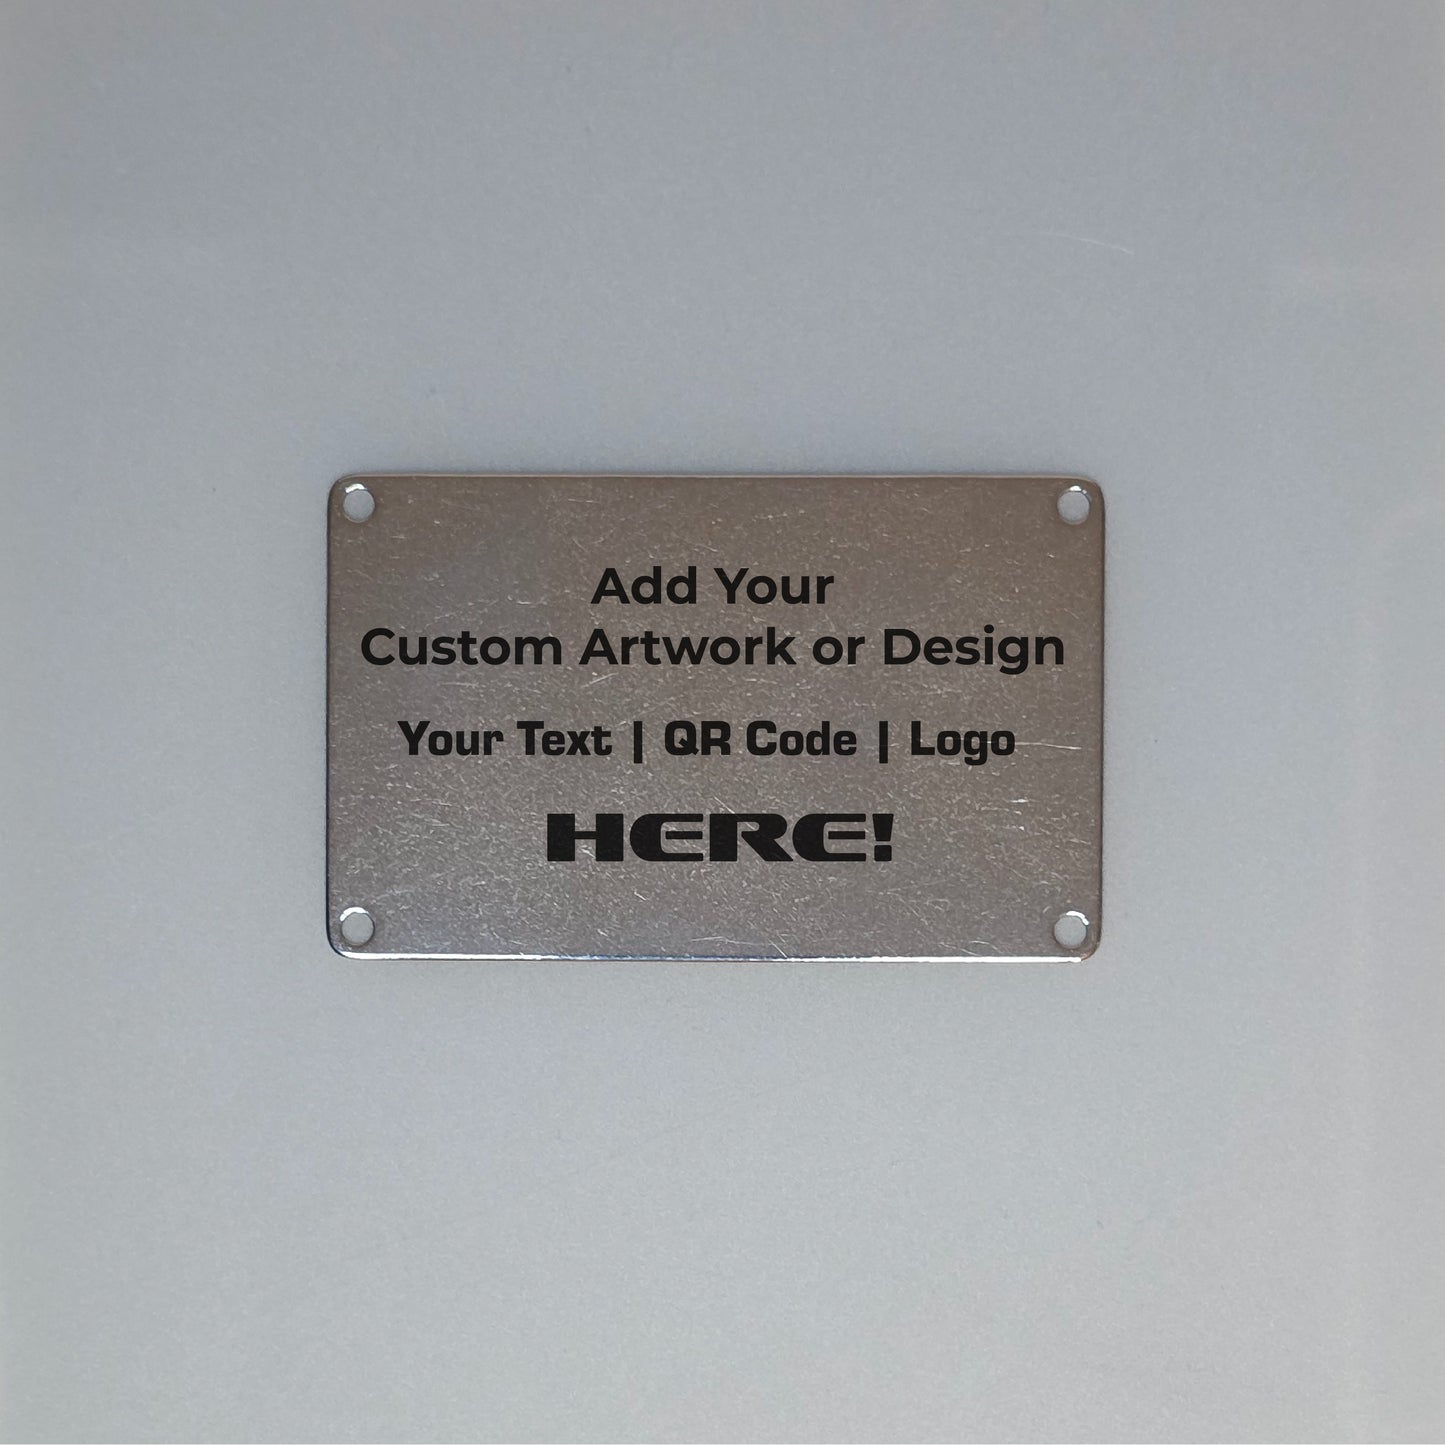 Add Your
Custom Artwork or Design
Your Text | QR Code | Logo
HERE!